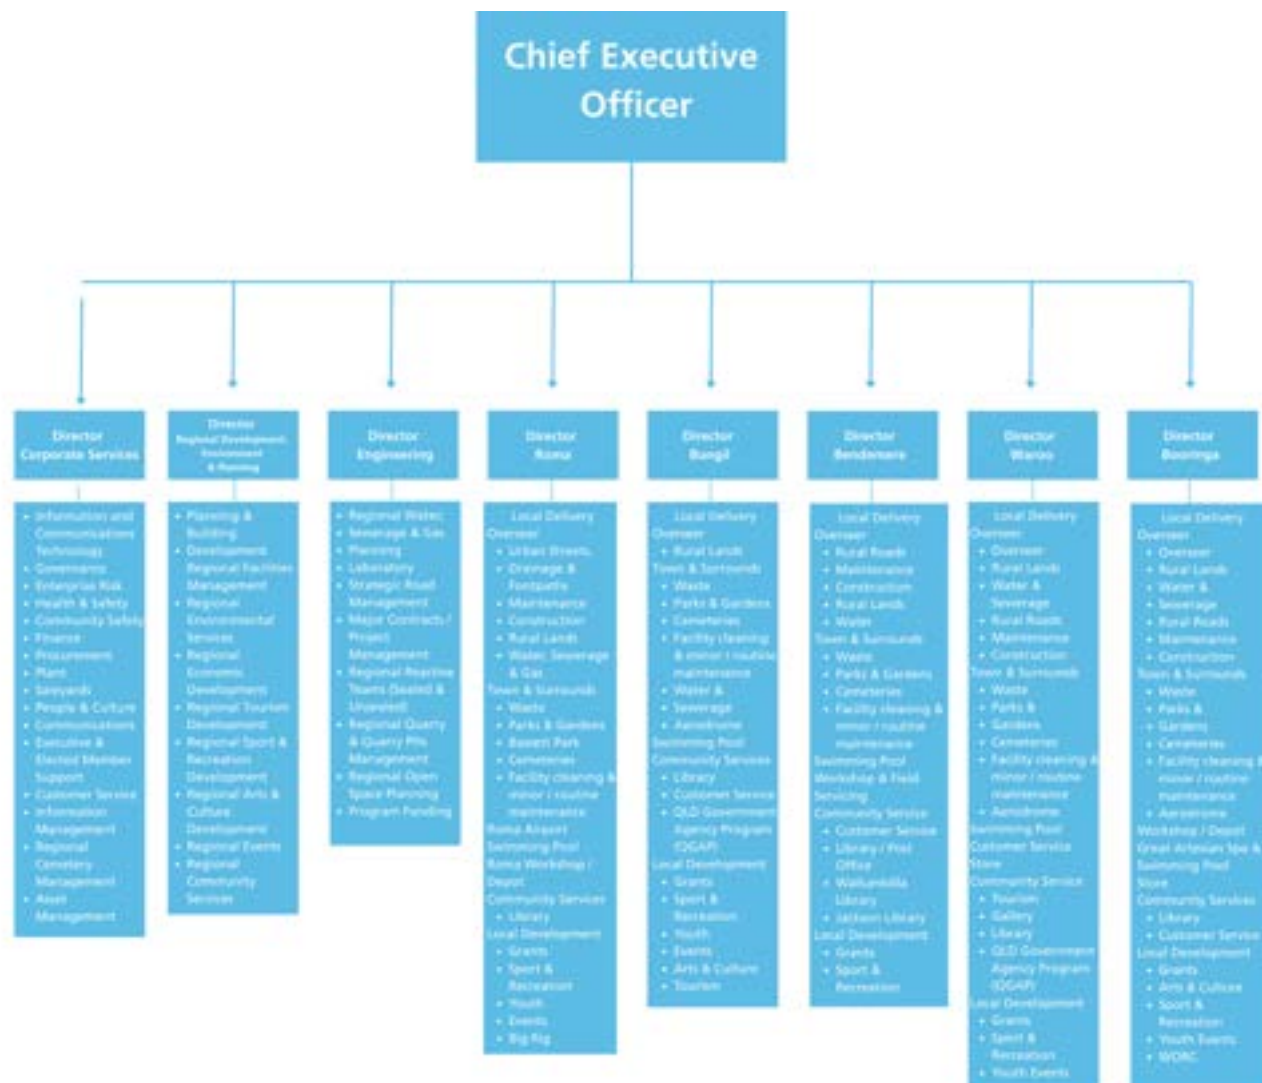 Chief Executive
Officer
Director
Corporate Services
Director
Regional Development,
Environment
& Planning
Director
Engineering
Director
Roma
Director
Bungil
Director
Bendemere
Director
Waroo
Director
Booringa
• Information and
Communications
Technology
• Governance
• Enterprise Risk
• Health & Safety
• Community Safety
• Finance
• Procurement
• Plant
• Saleyards
• People & Culture
• Communications
• Executive &
Elected Member
Support
• Customer Service
• Information
Management
• Regional
Cemetery
Management
• Asset
Management
• Planning &
Building
• Development
Regional Facilities
Management
• Regional
Environmental
Services
• Regional
Economic
Development
• Regional Tourism
Development
• Regional Sport &
Recreation
Development
• Regional Arts &
Culture
Development
• Regional Events
• Regional
Community
Services
• Regional Water,
• Sewerage & Gas
• Planning
• Laboratory
• Strategic Road
Management
• Major Contracts /
Project
Management
• Regional Reactive
Teams (Sealed &
Unsealed)
• Regional Quarry
& Quarry Pits
Management
• Regional Open
Space Planning
• Program Funding
Local Delivery
Overseer
• Urban Streets,
• Drainage &
Footpaths
• Maintenance
• Construction
• Rural Lands
• Water, Sewerage
& Gas
Town & Surrounds
• Waste
• Parks & Gardens
• Bassett Park
• Cemeteries
• Facility cleaning &
minor / routine
maintenance
Roma Airport
Swimming Pool
Roma Workshop /
Depot
Community Services
• Library
Local Development
• Grants
• Sport &
Recreation
• Youth
• Events
• Big Rig
Local Delivery
Overseer
• Rural Lands
Town & Surrounds
• Waste
• Parks & Gardens
• Cemeteries
• Facility cleaning
& minor / routine
maintenance
• Water &
Sewerage
• Aerodrome
Swimming Pool
Community Services
• Library
• Customer Service
• QLD Government
Agency Program
(QGAP)
Local Development
• Grants
• Sport &
Recreation
• Youth
• Events
• Arts & Culture
• Tourism
Local Delivery
Overseer
• Rural Roads
• Maintenance
• Construction
• Rural Lands
• Water
Town & Surrounds
• Waste
• Parks & Gardens
• Cemeteries
• Facility cleaning &
minor / routine
maintenance
Swimming Pool
Workshop & Field
Servicing
Community Service
• Customer Service
• Library / Post
Office
• Wallumbilla
Library
• Jackson Library
Local Development
• Grants
• Sport &
Recreation
Local Delivery
Overseer
• Overseer
• Rural Lands
• Water &
Sewerage
• Rural Roads
• Maintenance
• Construction
Town & Surrounds
• Waste
• Parks &
• Gardens
• Cemeteries
• Facility cleaning &
minor / routine
maintenance
• Aerodrome
Swimming Pool
Customer Service
Store
Community Service
• Tourism
• Gallery
• Library
• QLD Government
Agency Program
(QGAP)
Local Development
• Grants
• Sport &
Recreation
• Youth Events
Local Delivery
Overseer
• Overseer
• Rural Lands
• Water &
• Sewerage
• Rural Roads
• Maintenance
• Construction
Town & Surrounds
• Waste
• Parks &
• Gardens
• Cemeteries
• Facility cleaning &
minor / routine
maintenance
• Aerodrome
Workshop / Depot
Great Artesian Spa &
Swimming Pool
Store
Community Services
• Library
• Customer Service
Local Development
• Grants
• Arts & Culture
• Sport &
Recreation
• Youth Events
• WORC